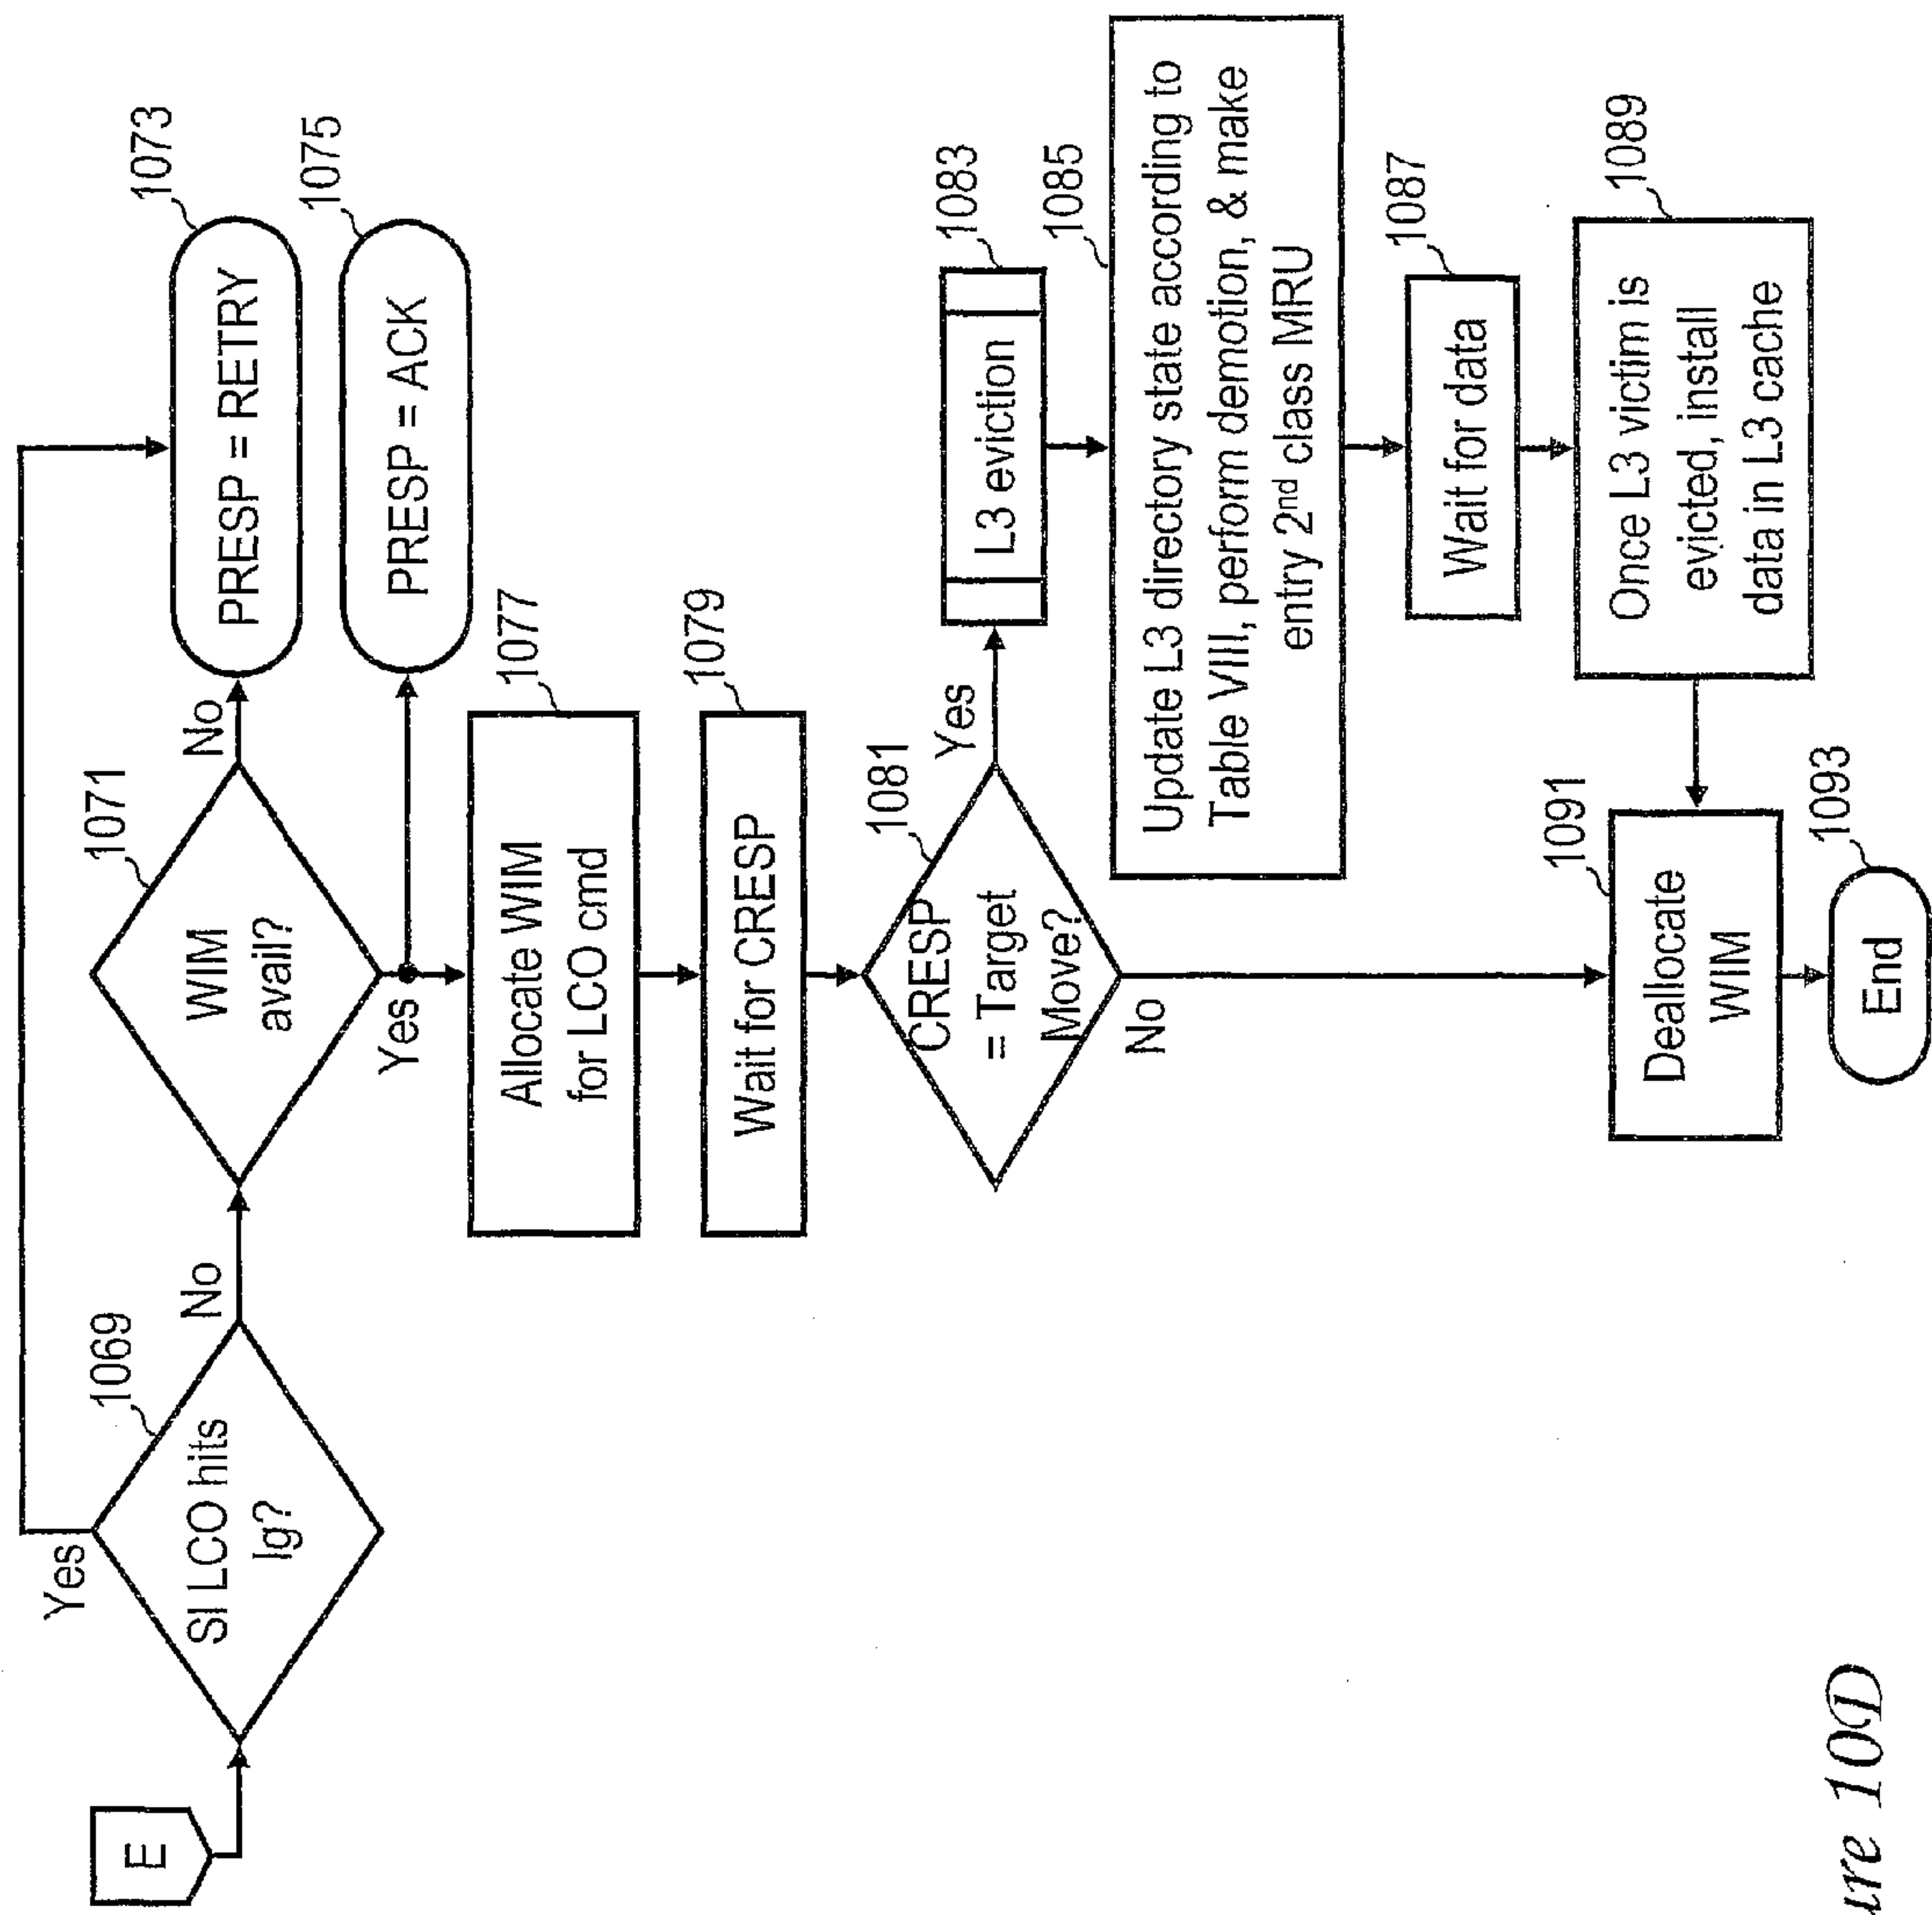 E
Yes
SI LCO hits
Ig?
1069
No
WIM
avail?
1071
No
PRESP = RETRY
1073
Yes
PRESP = ACK
1075
Allocate WIM
for LCO cmd
1077
Wait for CRESP
1079
CRESP
= Target
Move?
1081
Yes
No
L3 eviction
1083
Update L3 directory state according to
Table VIII, perform demotion, & make
entry 2nd class MRU
1085
Wait for data
1087
Once L3 victim is
evicted, install
data in L3 cache
1089
Deallocate
WIM
1091
End
1093
ure 10D